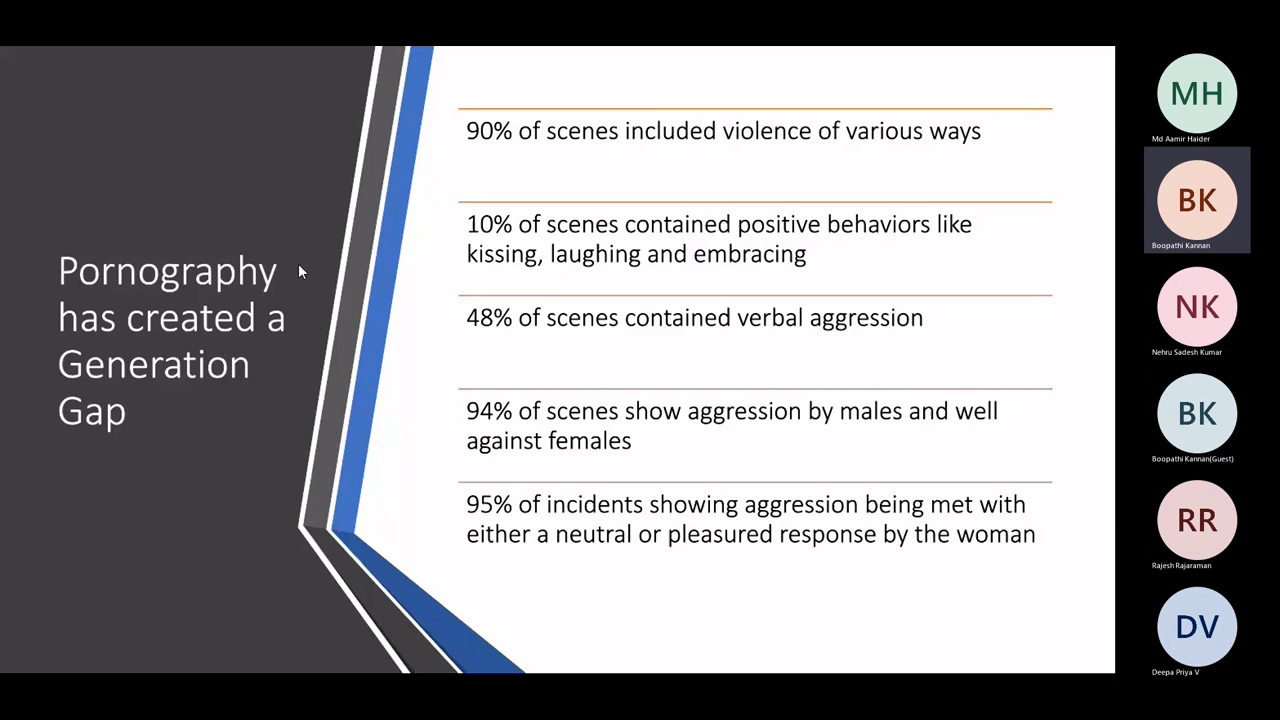 Pornography
has created a
Generation
Gap
90% of scenes included violence of various ways
10% of scenes contained positive behaviors like
kissing, laughing and embracing
48% of scenes contained verbal aggression
94% of scenes show aggression by males and well
against females
95% of incidents showing aggression being met with
either a neutral or pleasured response by the woman
MH
Md Aamir Haider
BK
Boopathi Kannan
NK
Nehru Sadesh Kumar
BK
Boopathi Kannan(Guest)
RR
Rajesh Rajaraman
DV
Deepa Priya V